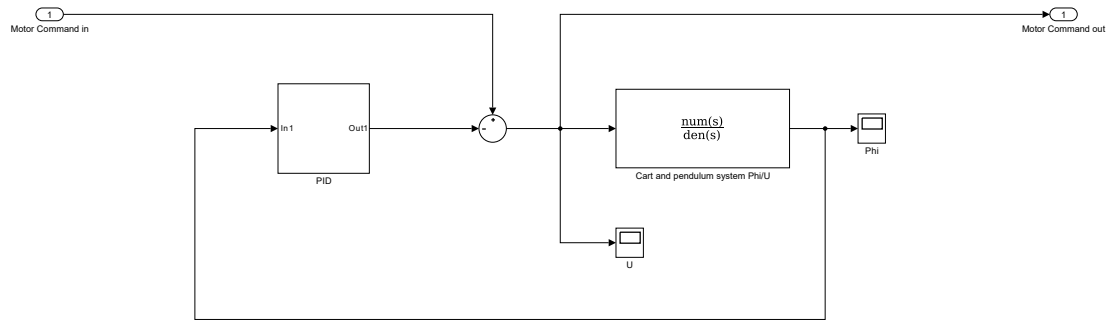 1
Motor Command in
1
Motor Command out
In1
Out1
PID
num(s)
den(s)
Cart and pendulum system Phi/U
Phi
U